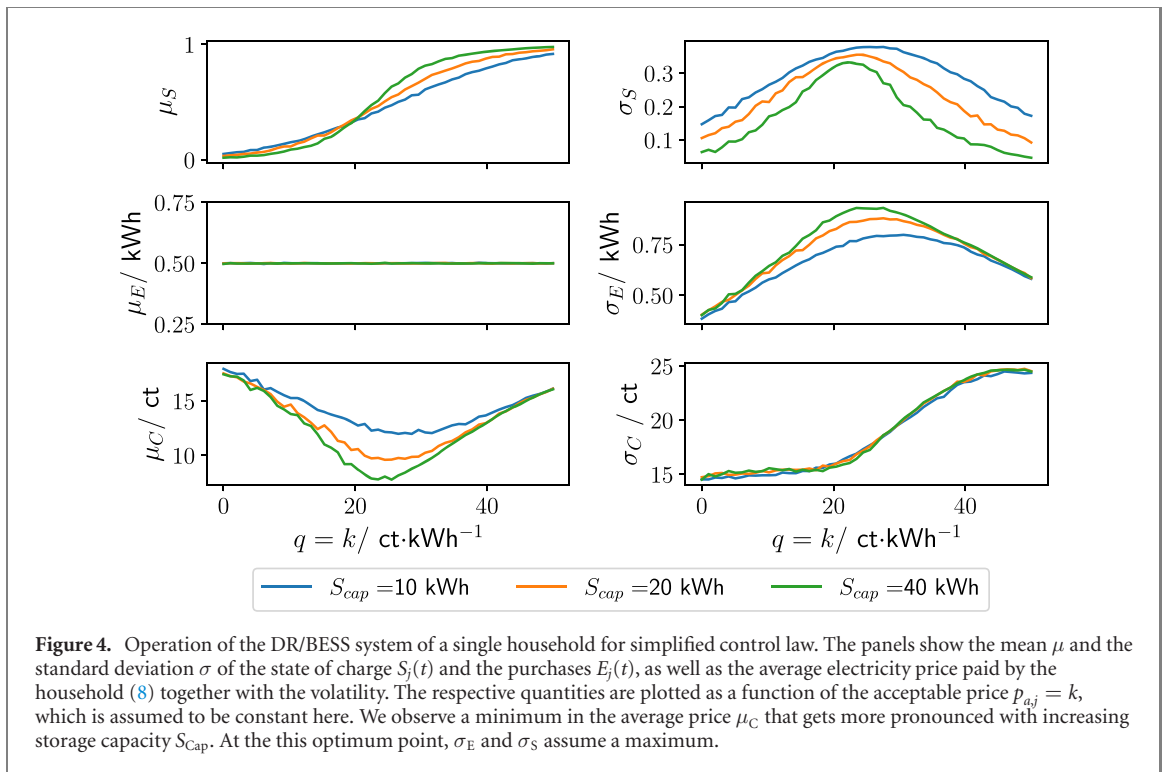 1
0
μ_S
0.3
0.2
0.1
σ_S
0.75
0.50
0.25
μ_E/ kWh
0.75
0.50
σ_E/ kWh
15
10
μ_C/ ct
0 20 40
q = k/ ct·kWh⁻¹
25
20
15
σ_C / ct
0 20 40
q = k/ ct·kWh⁻¹
S_cap =10 kWh S_cap =20 kWh S_cap =40 kWh
Figure 4. Operation of the DR/BESS system of a single household for simplified control law. The panels show the mean μ and the
standard deviation σ of the state of charge S_j(t) and the purchases E_j(t), as well as the average electricity price paid by the
household (8) together with the volatility. The respective quantities are plotted as a function of the acceptable price p_{a,j} = k,
which is assumed to be constant here. We observe a minimum in the average price μ_C that gets more pronounced with increasing
storage capacity S_Cap. At the this optimum point, σ_E and σ_S assume a maximum.